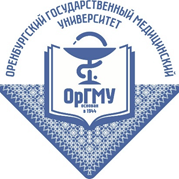 ОРЕНБУРГСКИЙ ГОСУДАРСТВЕННЫЙ МЕДИЦИНСКИЙ
УНИВЕРСИТЕТ
ОрГМУ
ОСНОВАН
в 1944